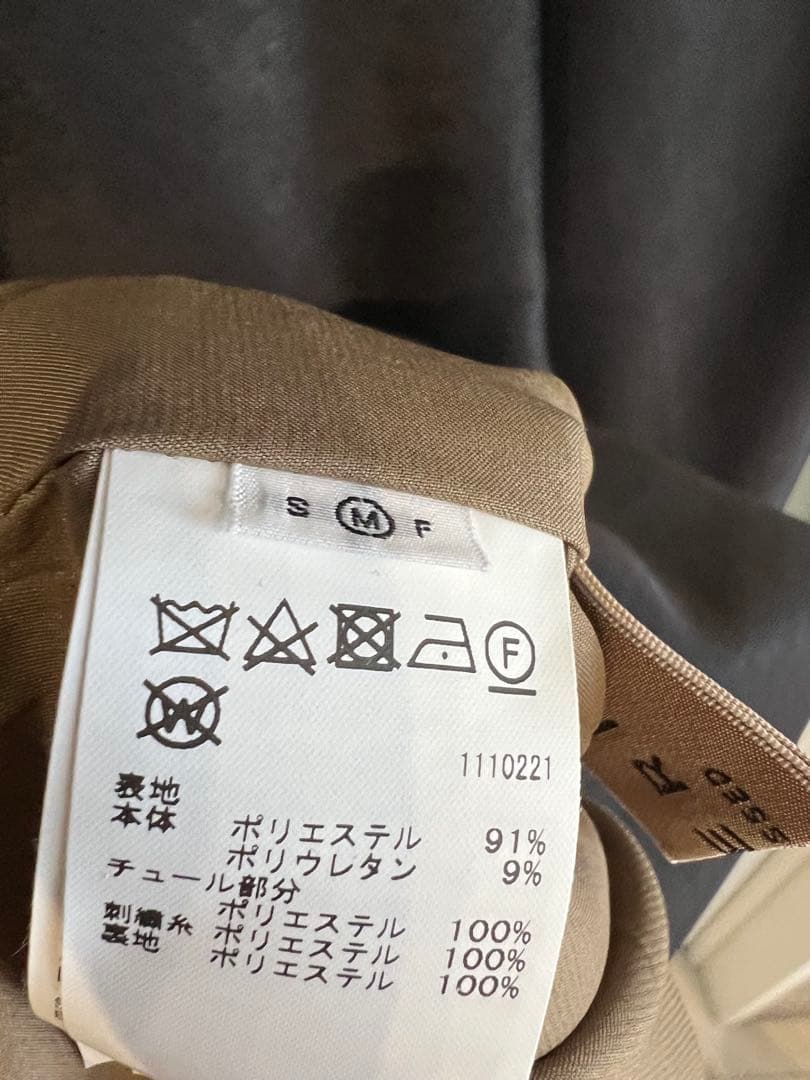 S M F
F
W
1110221
表地
本体
ポリエステル 91%
ポリウレタン 9%
チュール部分
ポリエステル 100%
刺繍糸 ポリエステル 100%
裏地 ポリエステル 100%